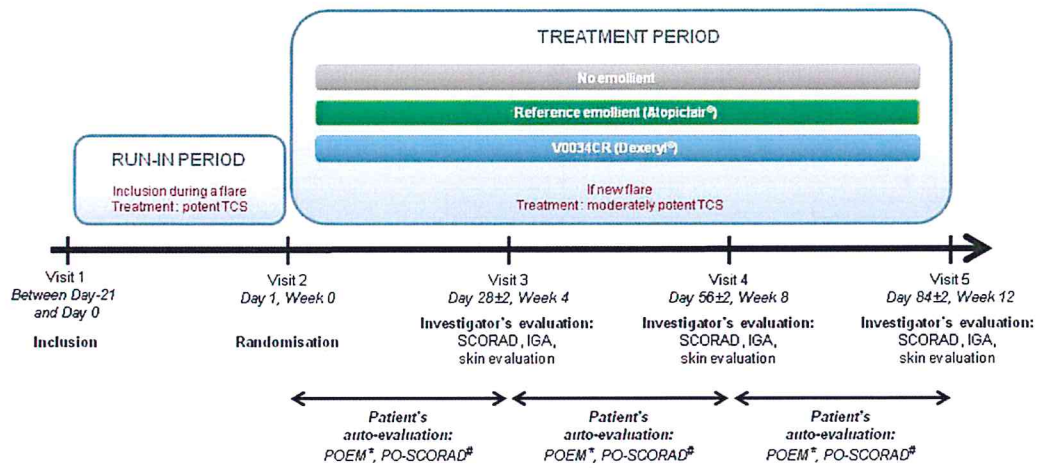 TREATMENT PERIOD
No emollient
Reference emollient (Atopiclair®)
V0034CR (Dexeryl®)
If new flare
Treatment : moderately potent TCS
RUN-IN PERIOD
Inclusion during a flare
Treatment : potent TCS
Visit 1
Between Day-21
and Day 0
Inclusion
Visit 2
Day 1, Week 0
Randomisation
Visit 3
Day 28±2, Week 4
Investigator's evaluation:
SCORAD, IGA,
skin evaluation
Visit 4
Day 56±2, Week 8
Investigator's evaluation:
SCORAD, IGA,
skin evaluation
Visit 5
Day 84±2, Week 12
Investigator's evaluation:
SCORAD, IGA,
skin evaluation
Patient's
auto-evaluation:
POEM*, PO-SCORAD#
Patient's
auto-evaluation:
POEM*, PO-SCORAD#
Patient's
auto-evaluation:
POEM*, PO-SCORAD#